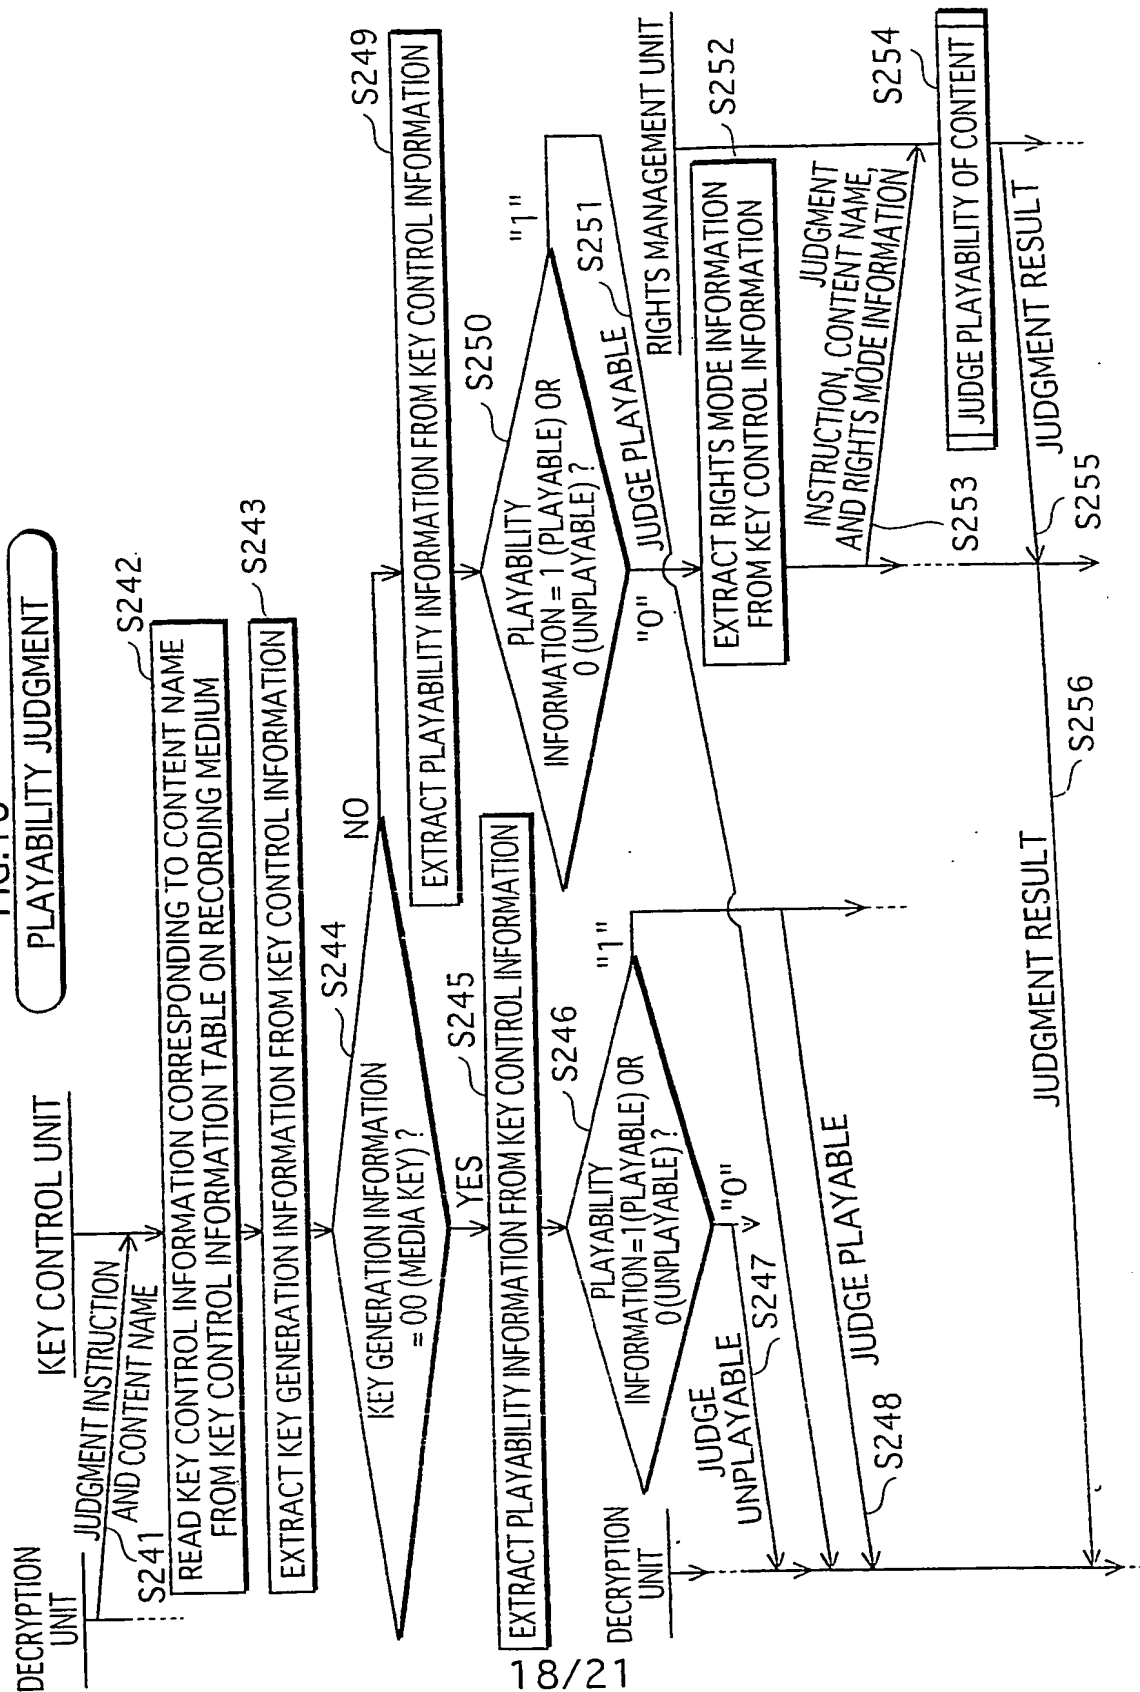 PLAYABILITY JUDGMENT
DECRYPTION
UNIT
KEY CONTROL UNIT
JUDGMENT INSTRUCTION
AND CONTENT NAME
S241
S242
READ KEY CONTROL INFORMATION CORRESPONDING TO CONTENT NAME
FROM KEY CONTROL INFORMATION TABLE ON RECORDING MEDIUM
S243
EXTRACT KEY GENERATION INFORMATION FROM KEY CONTROL INFORMATION
S244
KEY GENERATION INFORMATION
= 00 (MEDIA KEY) ?
NO
YES
S245
EXTRACT PLAYABILITY INFORMATION FROM KEY CONTROL INFORMATION
S246
PLAYABILITY
INFORMATION=1(PLAYABLE) OR
0(UNPLAYABLE) ?
"1"
"0"
DECRYPTION
UNIT
JUDGE
UNPLAYABLE
S247
JUDGE PLAYABLE
S248
S249
EXTRACT PLAYABILITY INFORMATION FROM KEY CONTROL INFORMATION
S250
PLAYABILITY
INFORMATION = 1 (PLAYABLE) OR
0 (UNPLAYABLE) ?
"1"
"0"
JUDGE PLAYABLE
S251
RIGHTS MANAGEMENT UNIT
S252
EXTRACT RIGHTS MODE INFORMATION
FROM KEY CONTROL INFORMATION
JUDGMENT
INSTRUCTION, CONTENT NAME,
AND RIGHTS MODE INFORMATION
S253
S254
JUDGE PLAYABILITY OF CONTENT
JUDGMENT RESULT
S255
JUDGMENT RESULT
S256
18/21